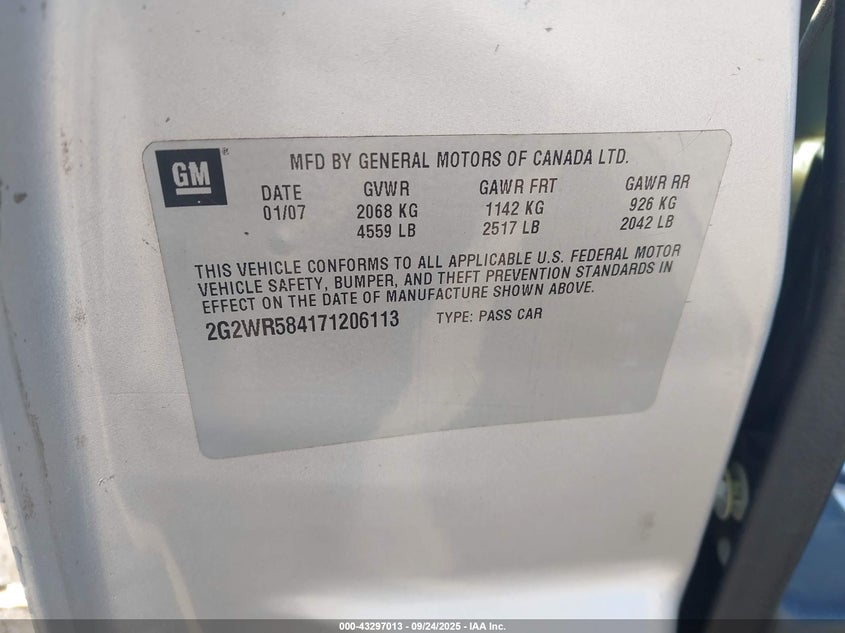 GM®
MFD BY GENERAL MOTORS OF CANADA LTD.
DATE GVWR GAWR FRT GAWR RR
01/07 2068 KG 1142 KG 926 KG
4559 LB 2517 LB 2042 LB
THIS VEHICLE CONFORMS TO ALL APPLICABLE U.S. FEDERAL MOTOR
VEHICLE SAFETY, BUMPER, AND THEFT PREVENTION STANDARDS IN
EFFECT ON THE DATE OF MANUFACTURE SHOWN ABOVE.
2G2WR584171206113 TYPE: PASS CAR
000-43297013 - 09/24/2025 - IAA Inc.